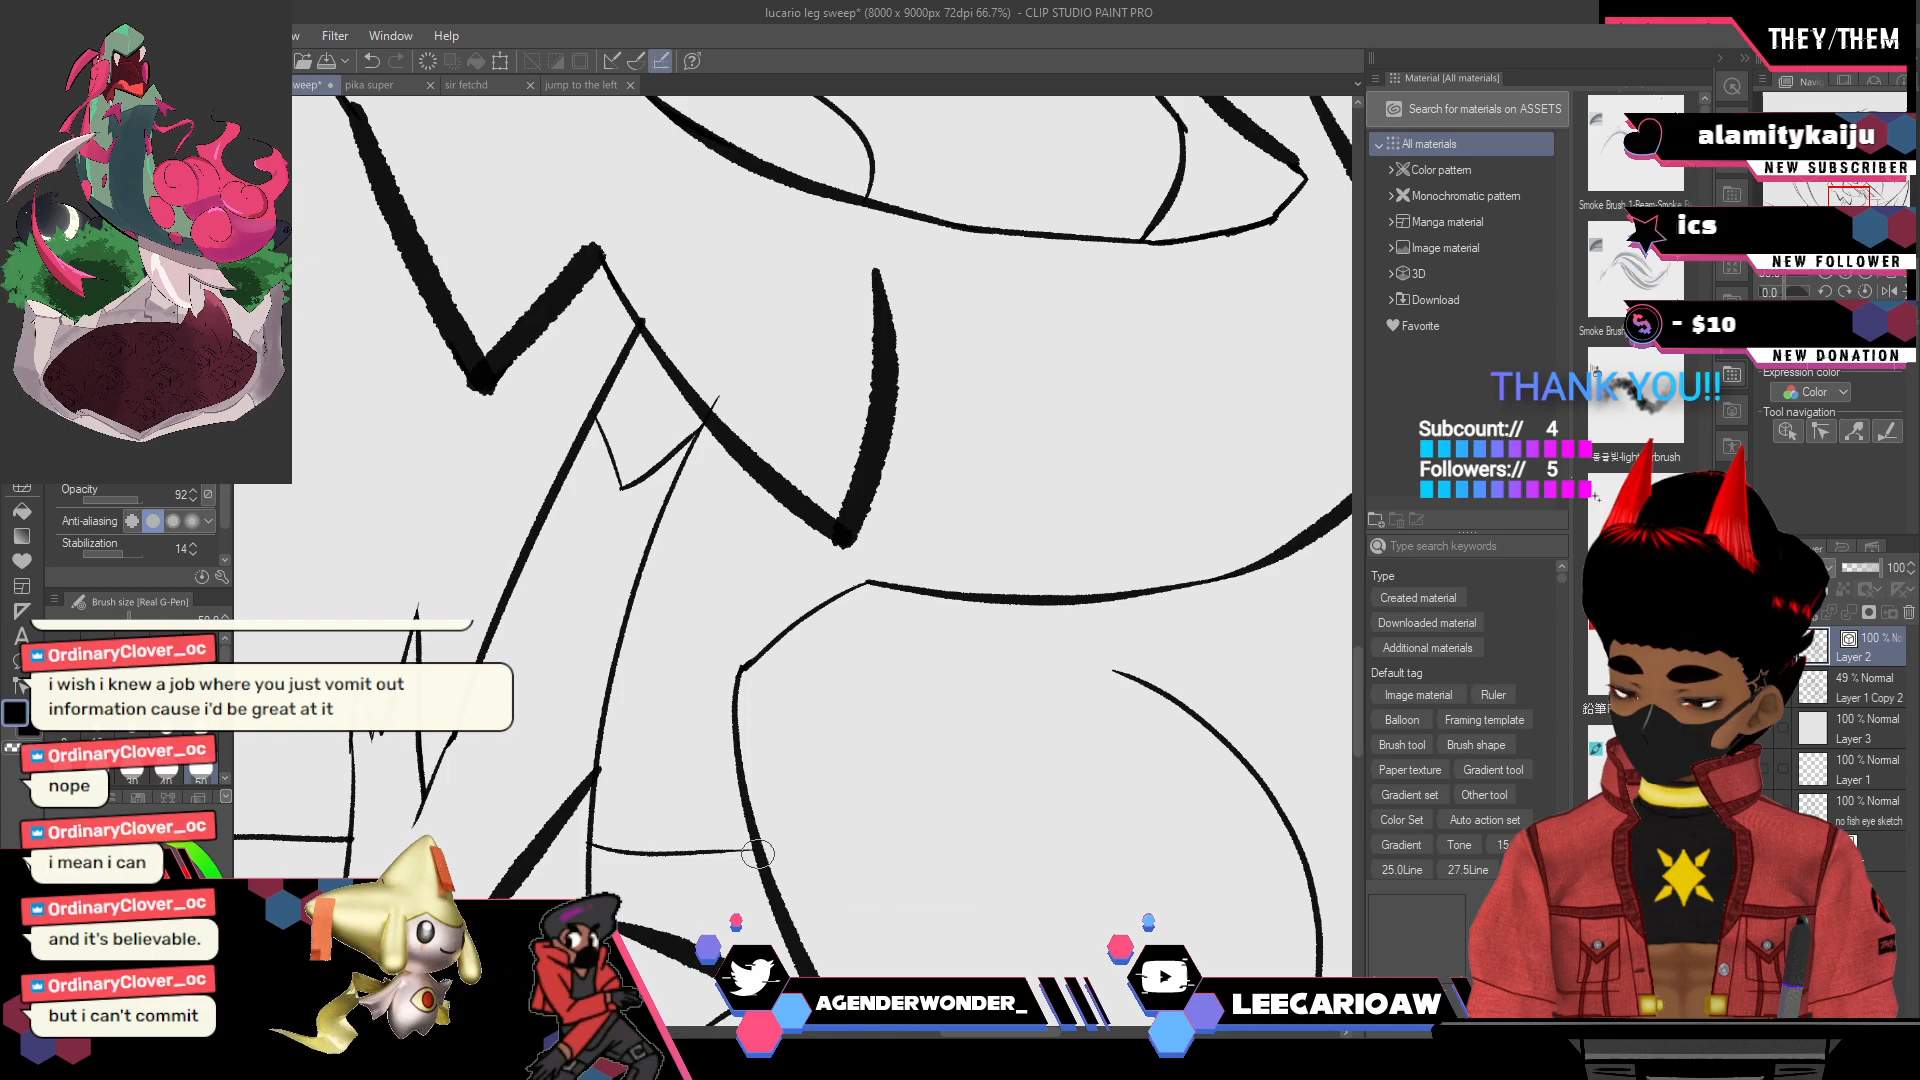 lucario leg sweep* (8000 x 9000px 72dpi 66.7%) - CLIP STUDIO PAINT PRO
Filter
Window
Help
weep*
pika super
sir fetchd
jump to the left
Opacity
92
Anti-aliasing
Stabilization
14
Brush size [Real G-Pen]
OrdinaryClover_oc
i wish i knew a job where you just vomit out
information cause i'd be great at it
OrdinaryClover_oc
nope
OrdinaryClover_oc
i mean i can
OrdinaryClover_oc
and it's believable.
OrdinaryClover_oc
but i can't commit
AGENDERWONDER_
LEECARIOAW
Material [All materials]
Search for materials on ASSETS
All materials
Color pattern
Monochromatic pattern
Manga material
Image material
3D
Download
Favorite
Type search keywords
Type
Created material
Downloaded material
Additional materials
Default tag
Image material
Ruler
Balloon
Framing template
Brush tool
Brush shape
Paper texture
Gradient tool
Gradient set
Other tool
Color Set
Auto action set
Gradient
Tone
15
25.0Line
27.5Line
THEY/THEM
alamitykaiju
NEW SUBSCRIBER
ics
NEW FOLLOWER
- $10
NEW DONATION
THANK YOU!!
Subcount:// 4
Followers:// 5
0.0
Expression color
Color
Tool navigation
100
100 % No
Layer 2
49 % Normal
Layer 1 Copy 2
100 % Normal
Layer 3
100 % Normal
Layer 1
100 % Normal
no fish eye sketch